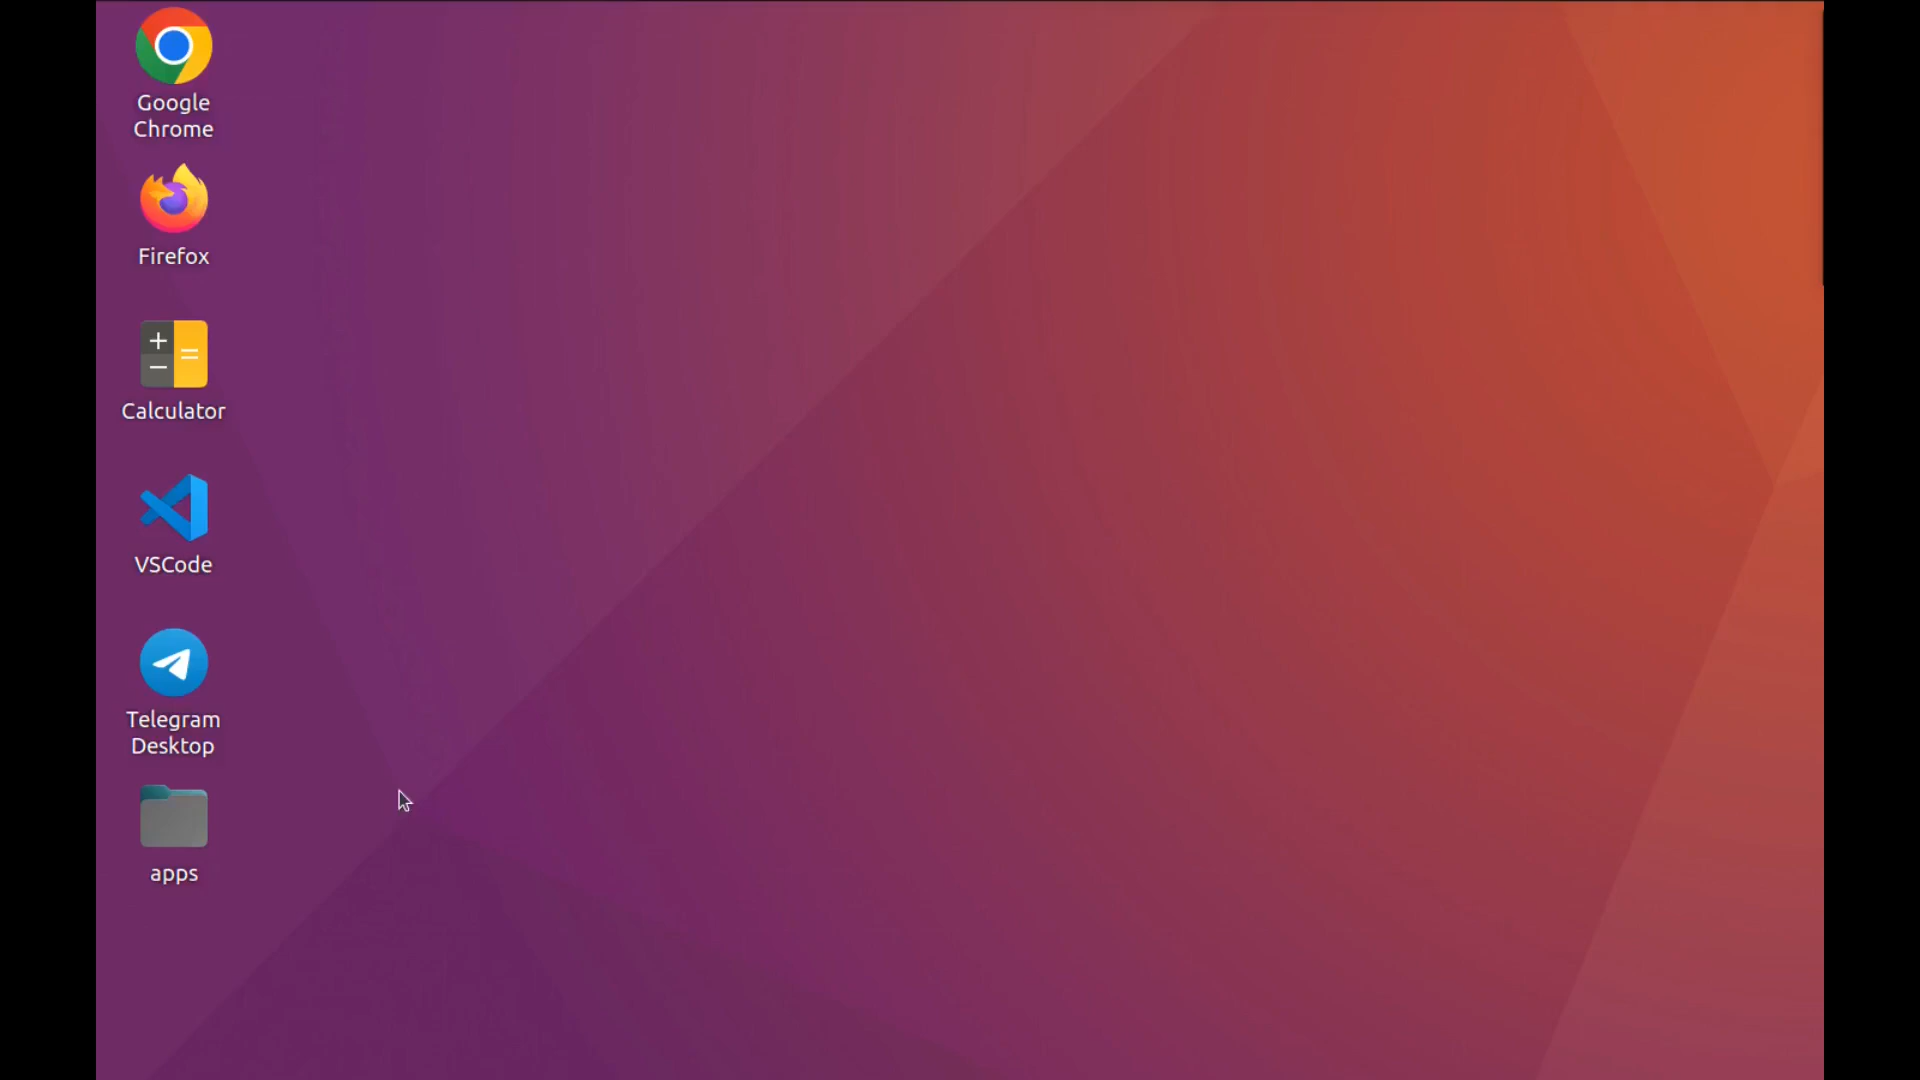 Google
Chrome
Firefox
Calculator
VSCode
Telegram
Desktop
apps